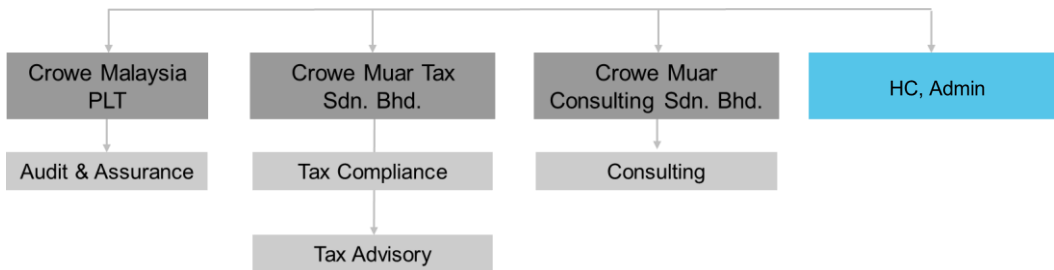 Crowe Malaysia
PLT
Crowe Muar Tax
Sdn. Bhd.
Crowe Muar
Consulting Sdn. Bhd.
HC, Admin
Audit & Assurance
Tax Compliance
Consulting
Tax Advisory